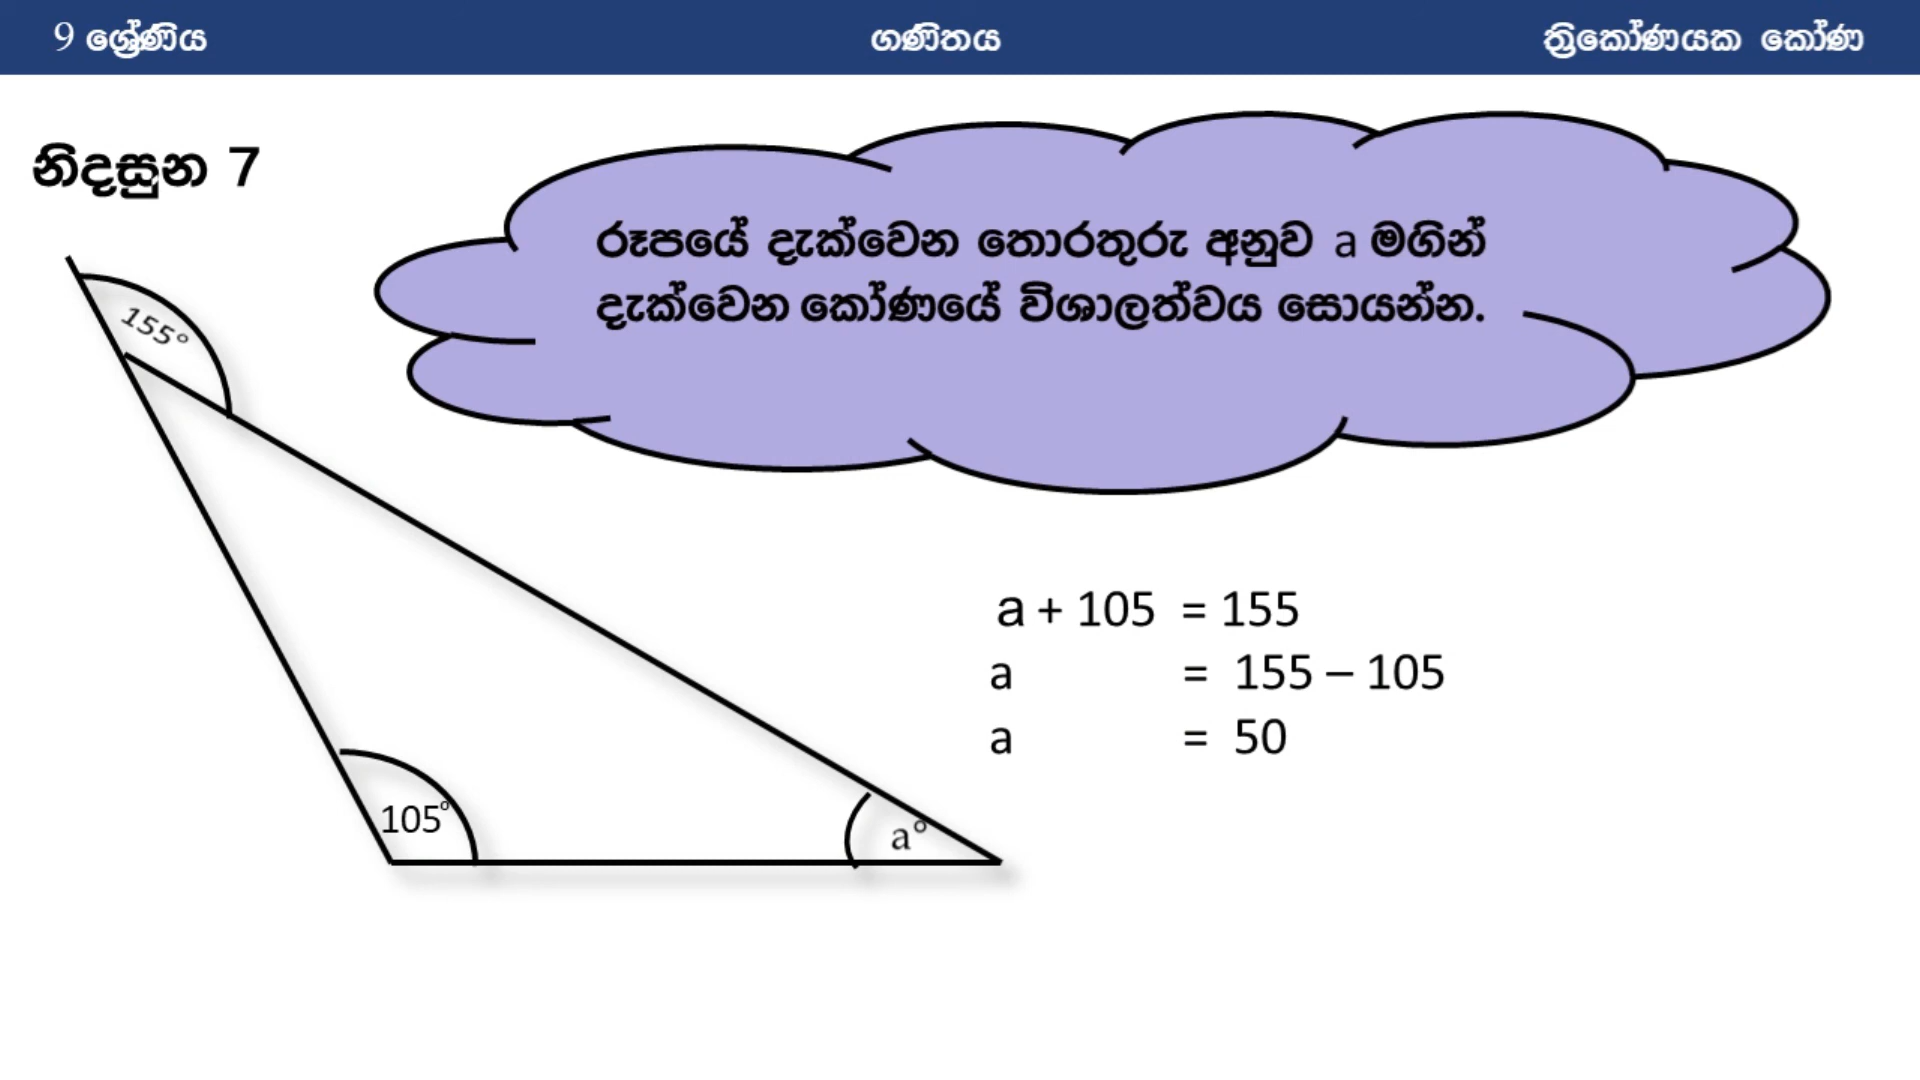 9 ශ්‍රේණිය
ගණිතය
ත්‍රිකෝණයක කෝණ
නිදසුන 7
රූපයේ දැක්වෙන තොරතුරු අනුව a මගින්
දැක්වෙන කෝණයේ විශාලත්වය සොයන්න.
155°
a + 105 = 155
a = 155 – 105
a = 50
105°
a°